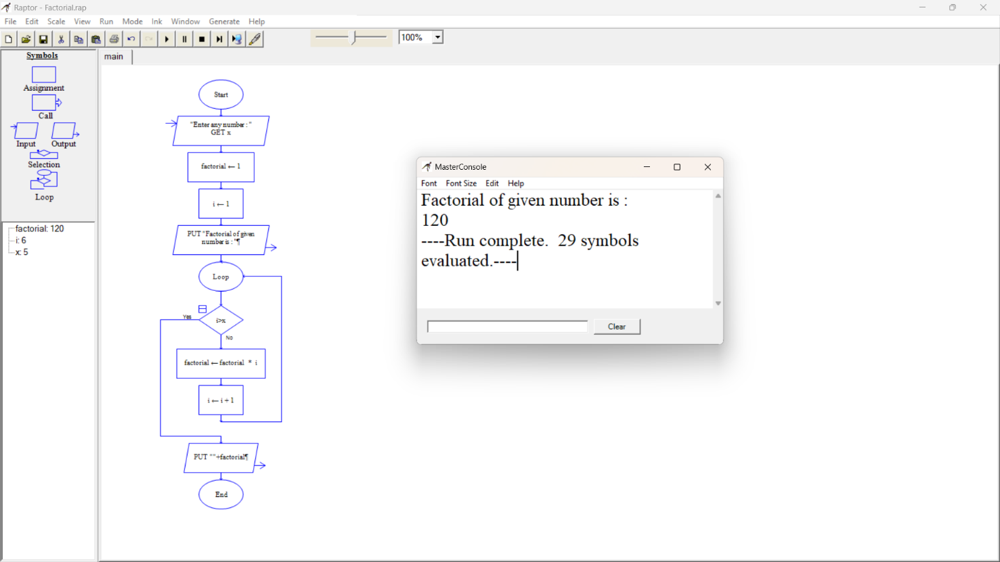 Raptor - Factorial.rap
File Edit Scale View Run Mode Ink Window Generate Help
100%
Symbols
Assignment
Call
Input Output
Selection
Loop
factorial: 120
i: 6
x: 5
main
Start
"Enter any number : "
GET x
factorial ← 1
i ← 1
PUT "Factorial of given
number is : "¶
Loop
Yes
i>x
No
factorial ← factorial * i
i ← i + 1
PUT ""+factorial¶
End
MasterConsole
Font Font Size Edit Help
Factorial of given number is :
120
----Run complete. 29 symbols
evaluated.----
Clear